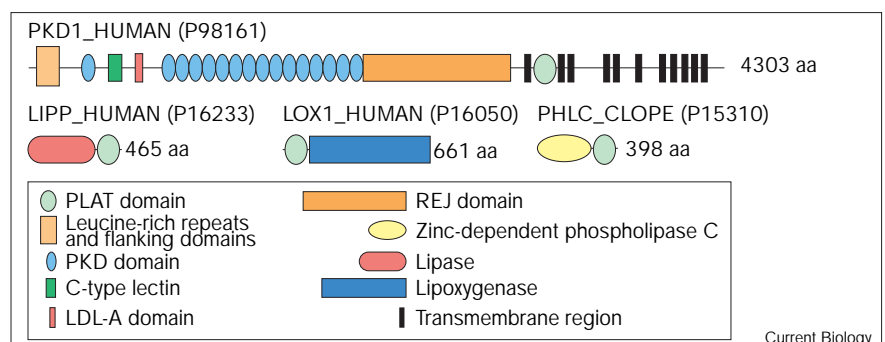 PKD1_HUMAN (P98161)
4303 aa
LIPP_HUMAN (P16233)
LOX1_HUMAN (P16050)
PHLC_CLOPE (P15310)
465 aa
661 aa
398 aa
PLAT domain
Leucine-rich repeats
and flanking domains
PKD domain
C-type lectin
LDL-A domain
REJ domain
Zinc-dependent phospholipase C
Lipase
Lipoxygenase
Transmembrane region
Current Biology